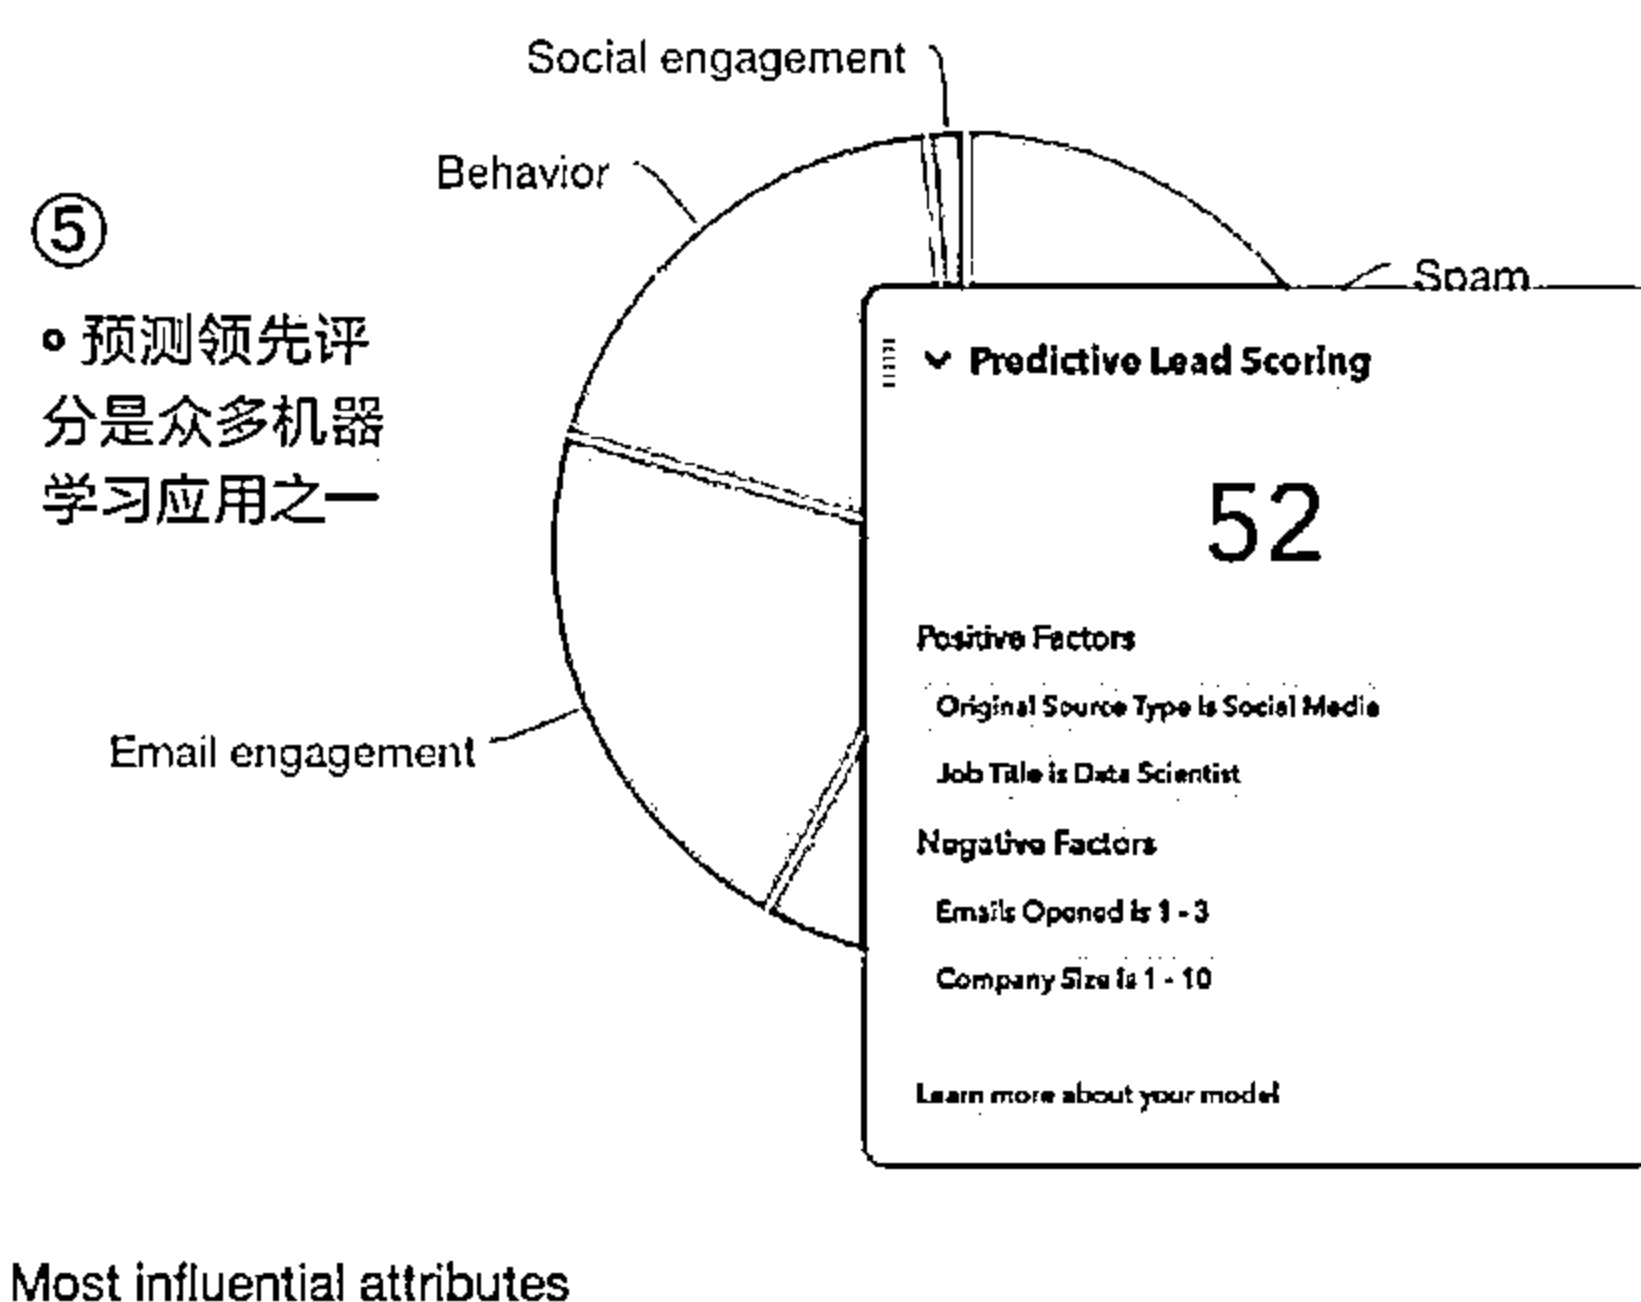 Social engagement
Behavior
⑤
Spam
• 预测领先评
分是众多机器
学习应用之一
Predictive Lead Scoring
52
Positive Factors
Original Source Type is Social Media
Job Title is Data Scientist
Email engagement
Negative Factors
Emails Opened is 1 - 3
Company Size is 1 - 10
Learn more about your model
Most influential attributes